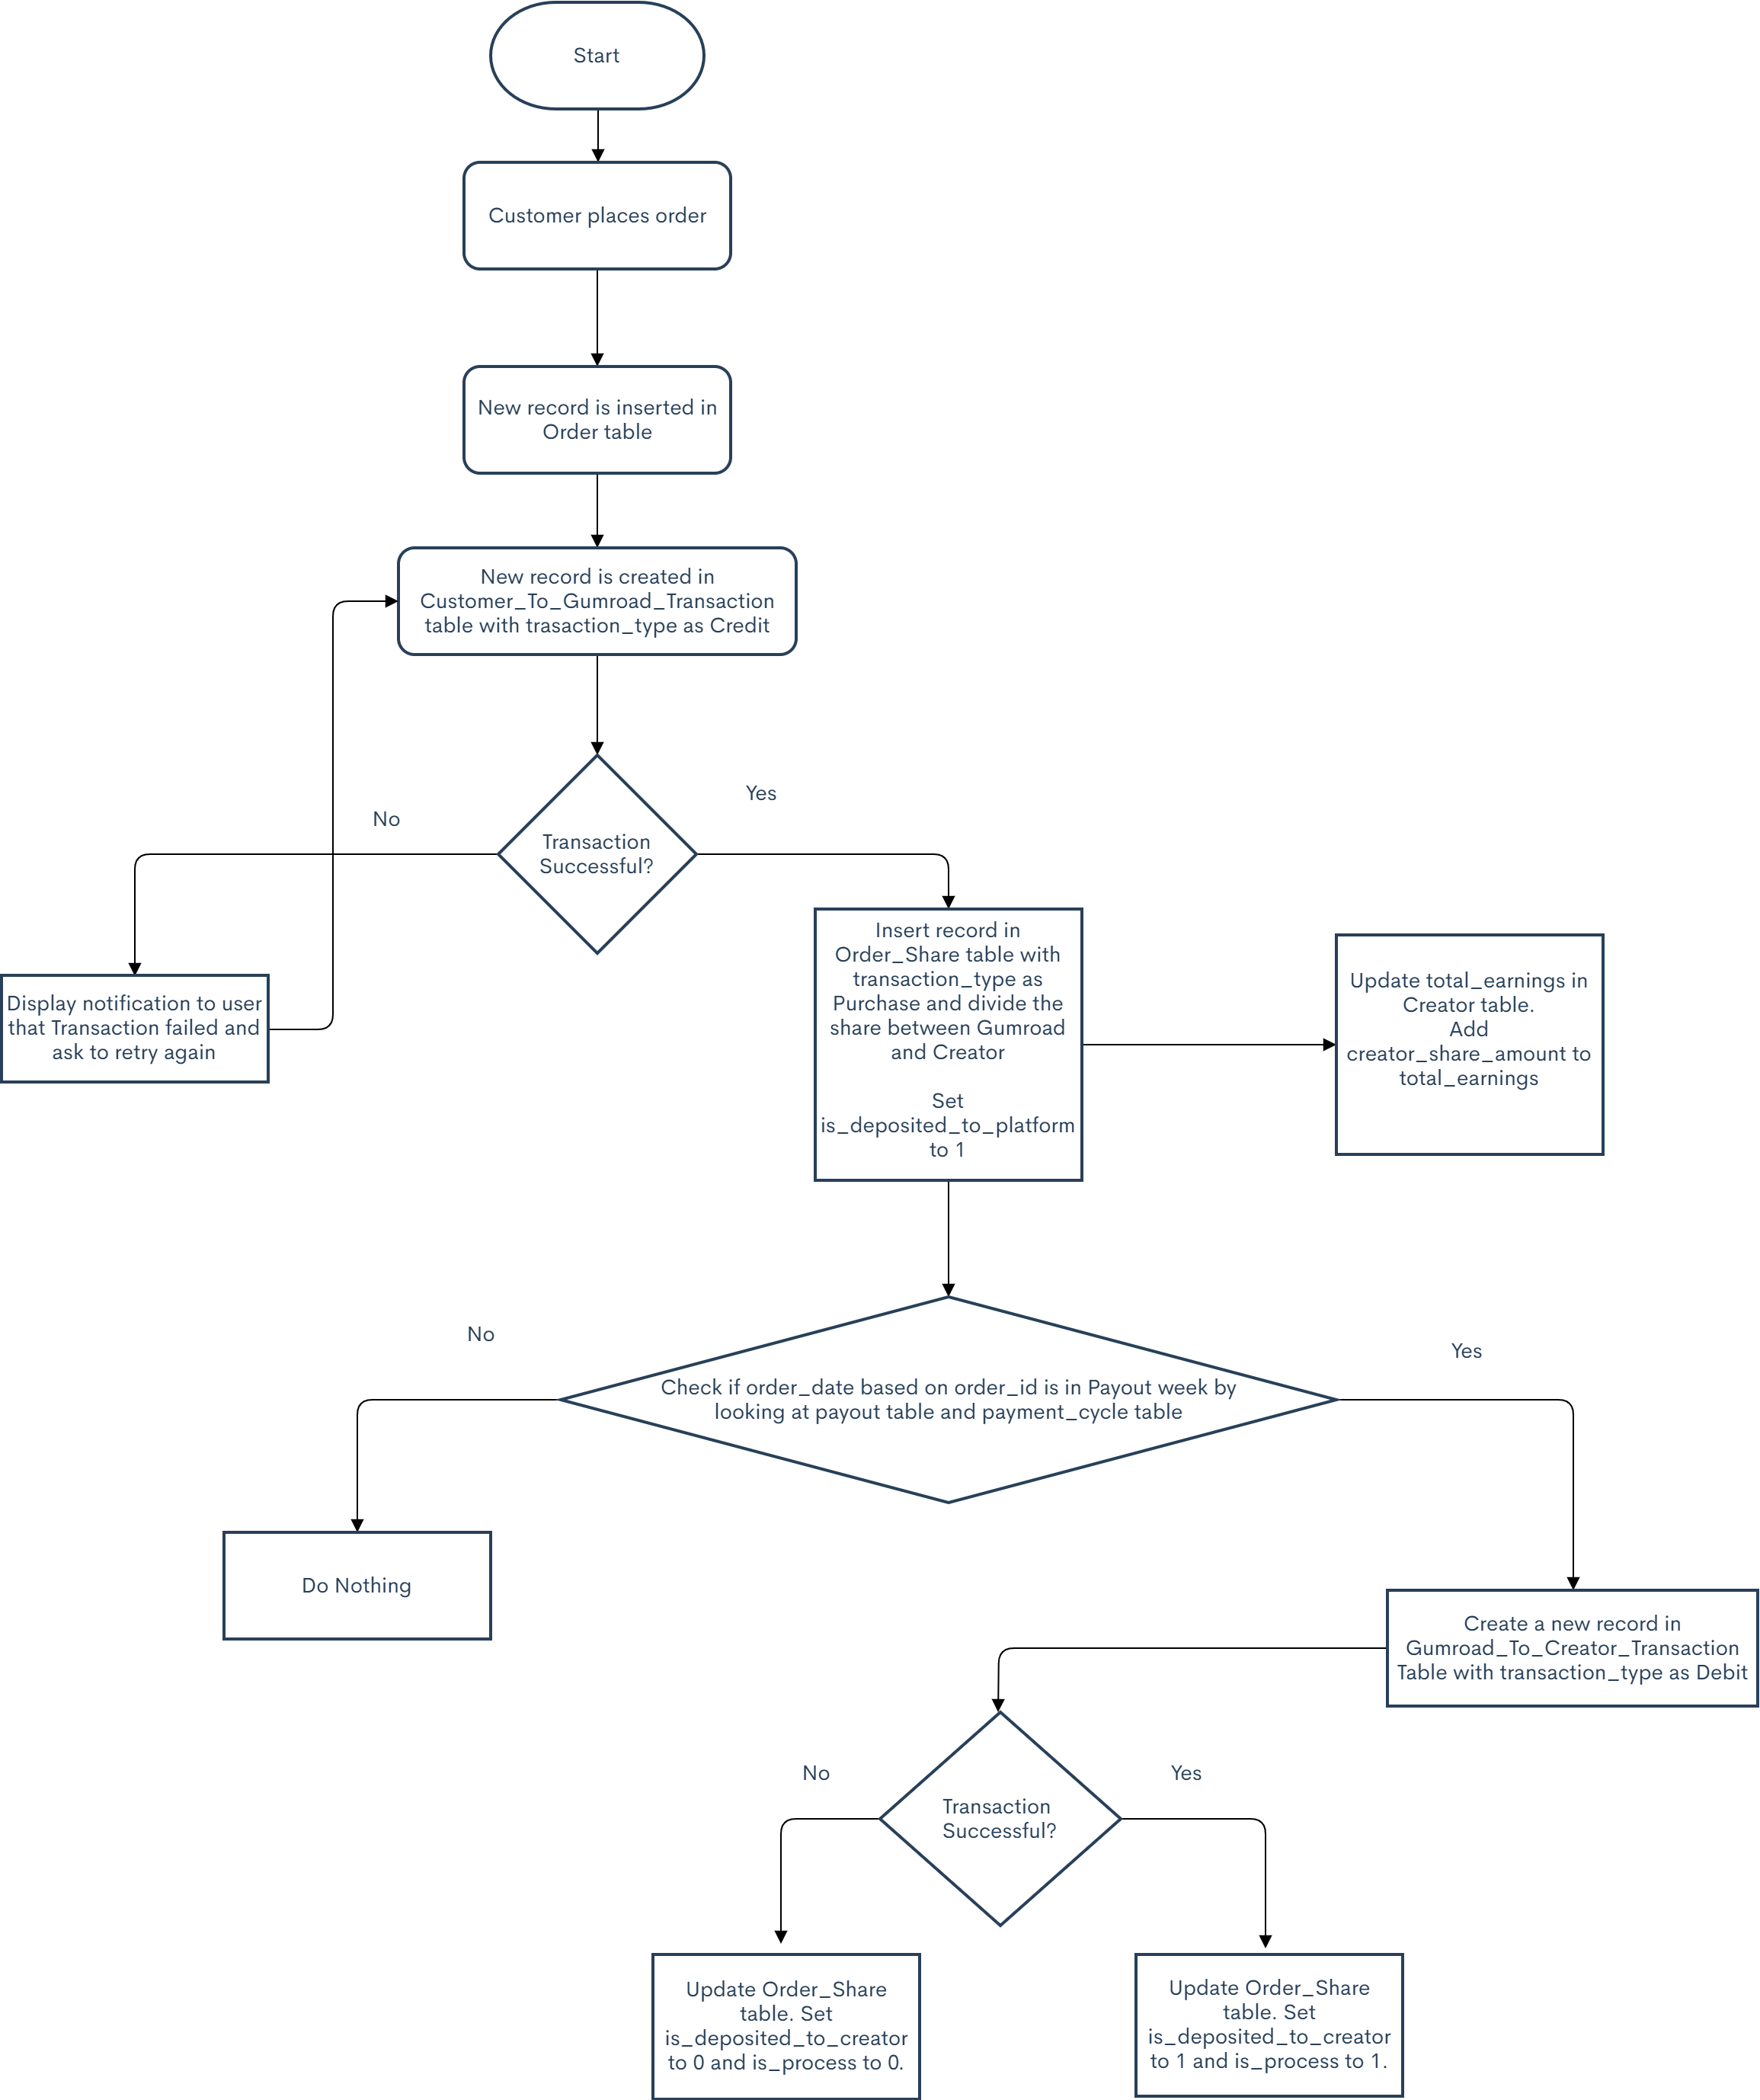 Start
Customer places order
New record is inserted in
Order table
New record is created in
Customer_To_Gumroad_Transaction
table with trasaction_type as Credit
Yes
No
Transaction
Successful?
Insert record in
Order_Share table with
transaction_type as
Purchase and divide the
share between Gumroad
and Creator
Set
is_deposited_to_platform
to 1
Update total_earnings in
Creator table.
Add
creator_share_amount to
total_earnings
Display notification to user
that Transaction failed and
ask to retry again
No
Yes
Check if order_date based on order_id is in Payout week by
looking at payout table and payment_cycle table
Do Nothing
Create a new record in
Gumroad_To_Creator_Transaction
Table with transaction_type as Debit
No
Yes
Transaction
Successful?
Update Order_Share
table. Set
is_deposited_to_creator
to 0 and is_process to 0.
Update Order_Share
table. Set
is_deposited_to_creator
to 1 and is_process to 1.